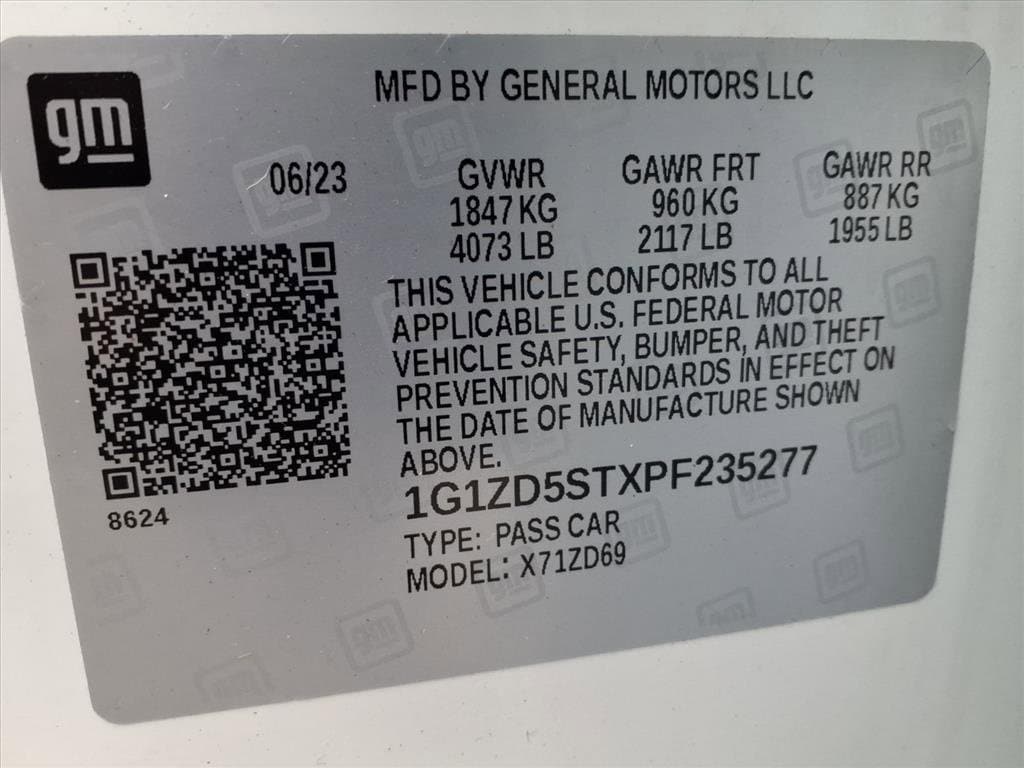 gm
MFD BY GENERAL MOTORS LLC
06/23
GVWR
1847 KG
4073 LB
GAWR FRT
960 KG
2117 LB
GAWR RR
887 KG
1955 LB
THIS VEHICLE CONFORMS TO ALL
APPLICABLE U.S. FEDERAL MOTOR
VEHICLE SAFETY, BUMPER, AND THEFT
PREVENTION STANDARDS IN EFFECT ON
THE DATE OF MANUFACTURE SHOWN
ABOVE.
1G1ZD5STXPF235277
TYPE: PASS CAR
MODEL: X71ZD69
8624